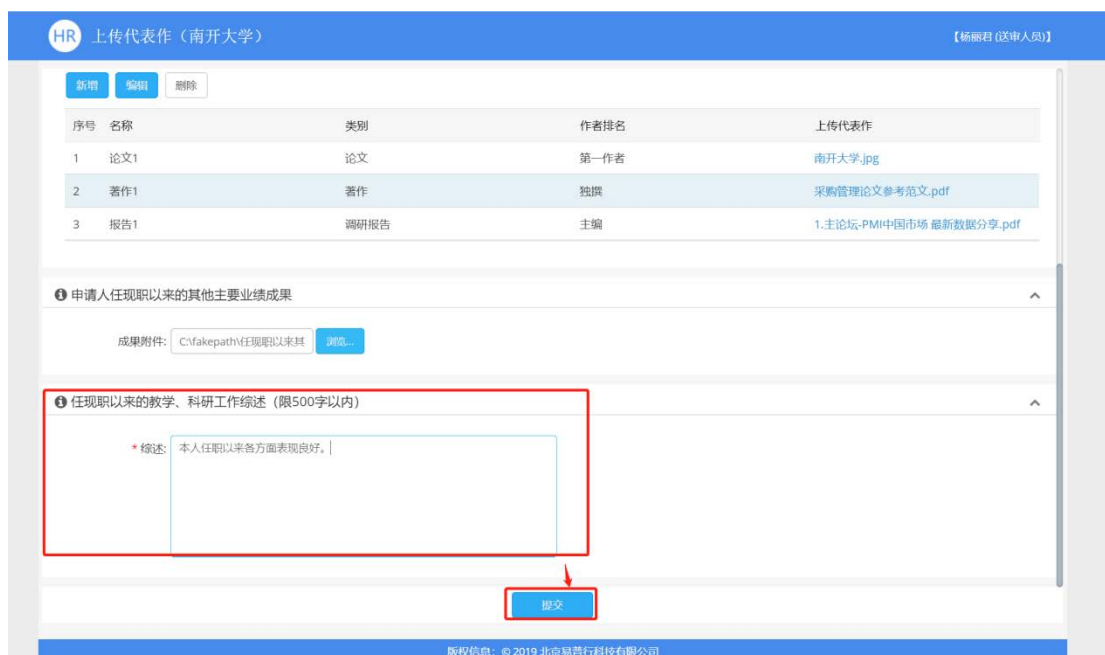 HR 上传代表作（南开大学） 【杨丽君(送审人员)】
新增 编辑 删除
序号 名称 类别 作者排名 上传代表作
1 论文1 论文 第一作者 南开大学.jpg
2 著作1 著作 独撰 采购管理论文参考范文.pdf
3 报告1 调研报告 主编 1.主论坛-PMI中国市场 最新数据分享.pdf
申请人任现职以来的其他主要业绩成果
成果附件: C:\fakepath\任现职以来其 浏览...
任现职以来的教学、科研工作综述（限500字以内）
* 综述: 本人任职以来各方面表现良好。
提交
版权信息：© 2019 北京易普行科技有限公司